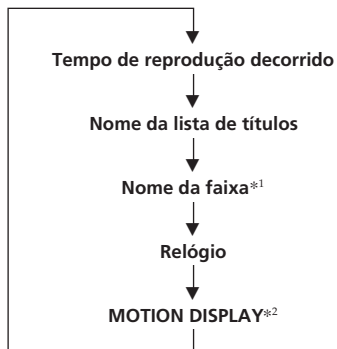 Tempo de reprodução decorrido
Nome da lista de títulos
Nome da faixa*1
Relógio
MOTION DISPLAY*2